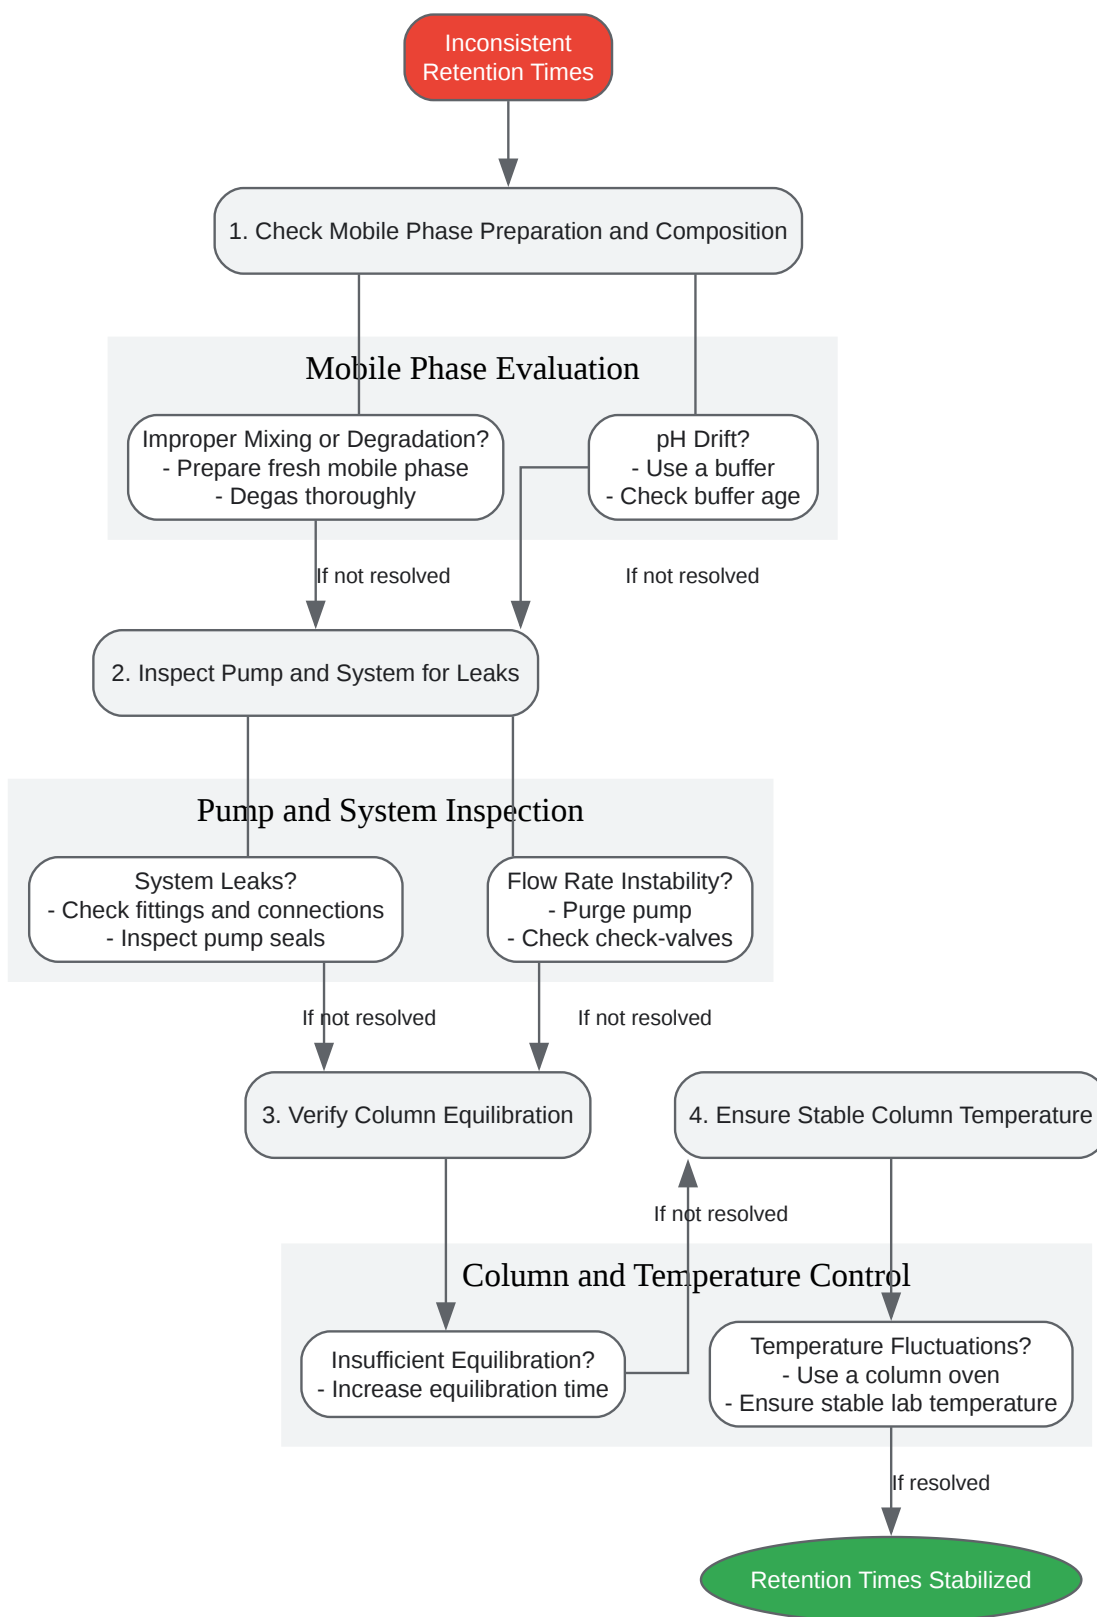 Inconsistent
Retention Times
1. Check Mobile Phase Preparation and Composition
Mobile Phase Evaluation
Improper Mixing or Degradation?
- Prepare fresh mobile phase
- Degas thoroughly
pH Drift?
- Use a buffer
- Check buffer age
If not resolved
If not resolved
2. Inspect Pump and System for Leaks
Pump and System Inspection
System Leaks?
- Check fittings and connections
- Inspect pump seals
Flow Rate Instability?
- Purge pump
- Check check-valves
If not resolved
If not resolved
3. Verify Column Equilibration
4. Ensure Stable Column Temperature
If not resolved
Column and Temperature Control
Insufficient Equilibration?
- Increase equilibration time
Temperature Fluctuations?
- Use a column oven
- Ensure stable lab temperature
If resolved
Retention Times Stabilized